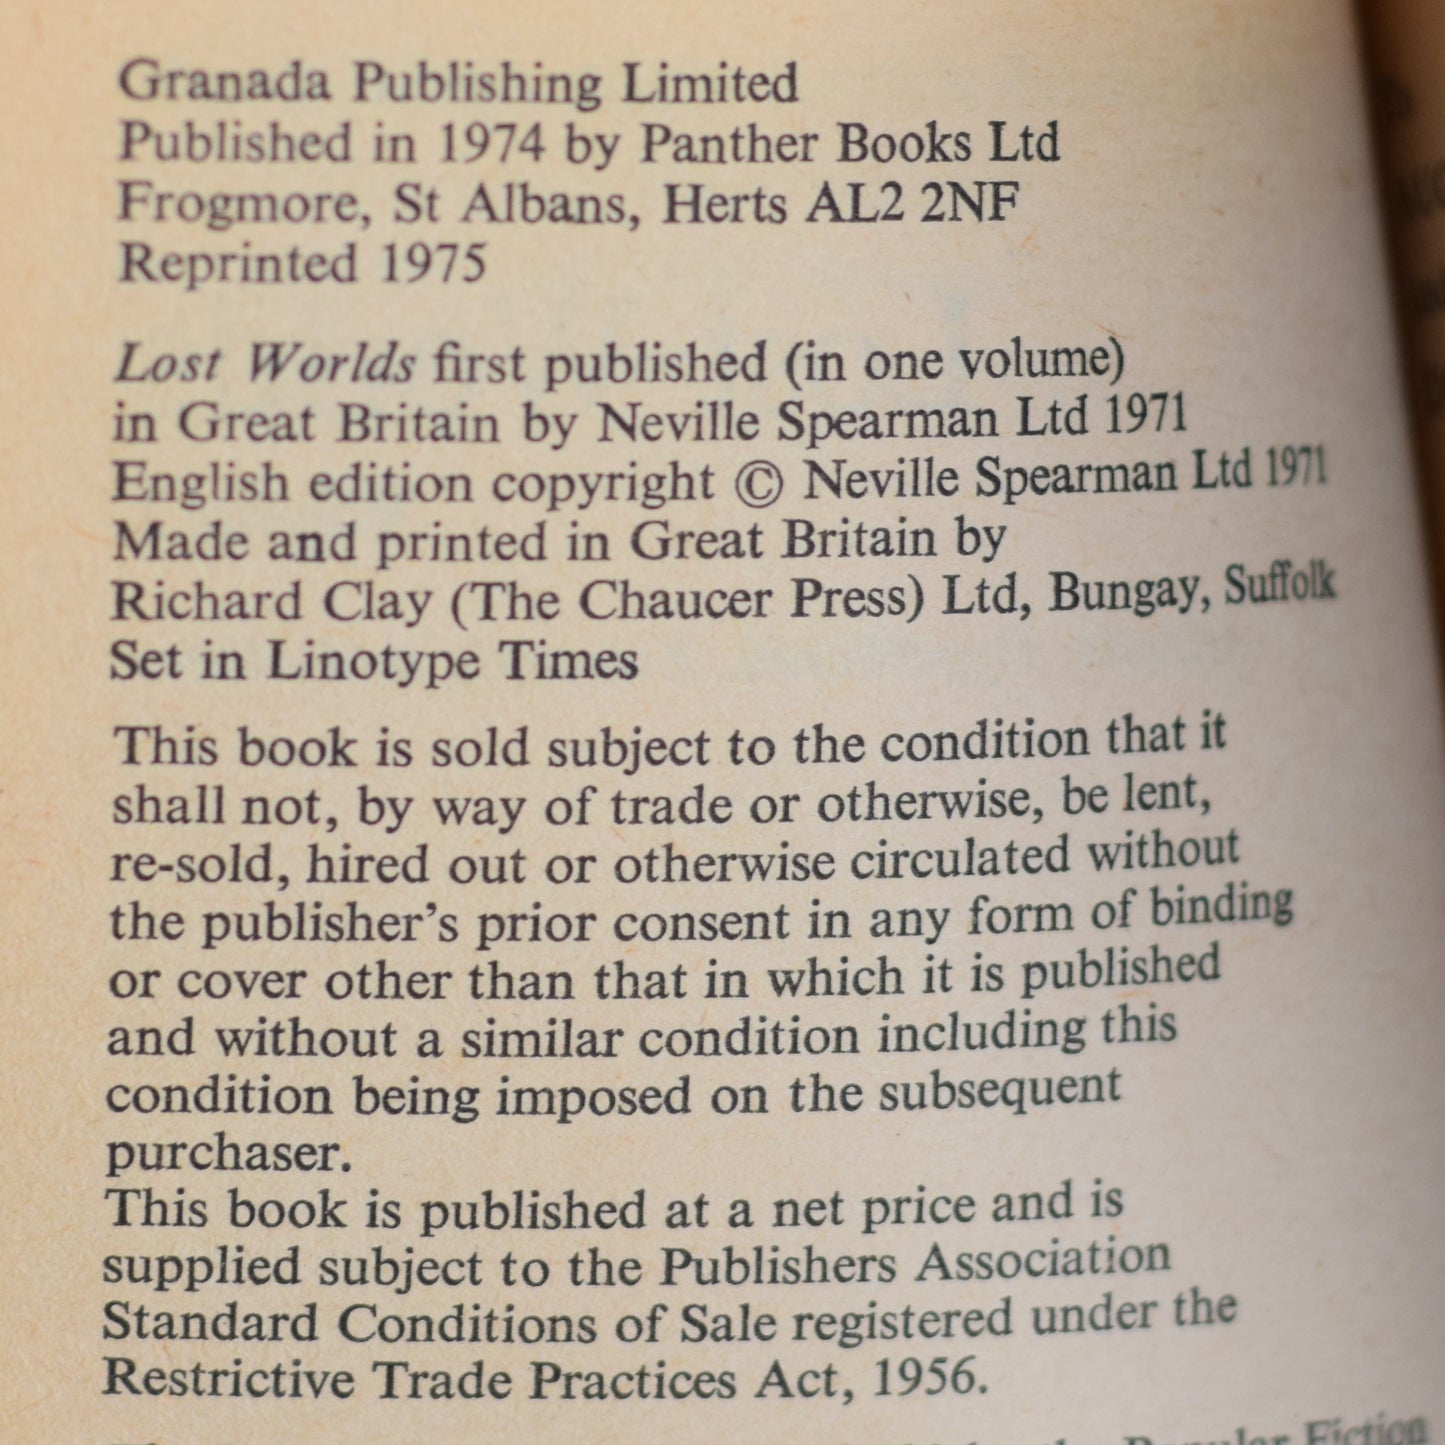 Granada Publishing Limited
Published in 1974 by Panther Books Ltd
Frogmore, St Albans, Herts AL2 2NF
Reprinted 1975
Lost Worlds first published (in one volume)
in Great Britain by Neville Spearman Ltd 1971
English edition copyright © Neville Spearman Ltd 1971
Made and printed in Great Britain by
Richard Clay (The Chaucer Press) Ltd, Bungay, Suffolk
Set in Linotype Times
This book is sold subject to the condition that it
shall not, by way of trade or otherwise, be lent,
re-sold, hired out or otherwise circulated without
the publisher’s prior consent in any form of binding
or cover other than that in which it is published
and without a similar condition including this
condition being imposed on the subsequent
purchaser.
This book is published at a net price and is
supplied subject to the Publishers Association
Standard Conditions of Sale registered under the
Restrictive Trade Practices Act, 1956.
Popular Fiction